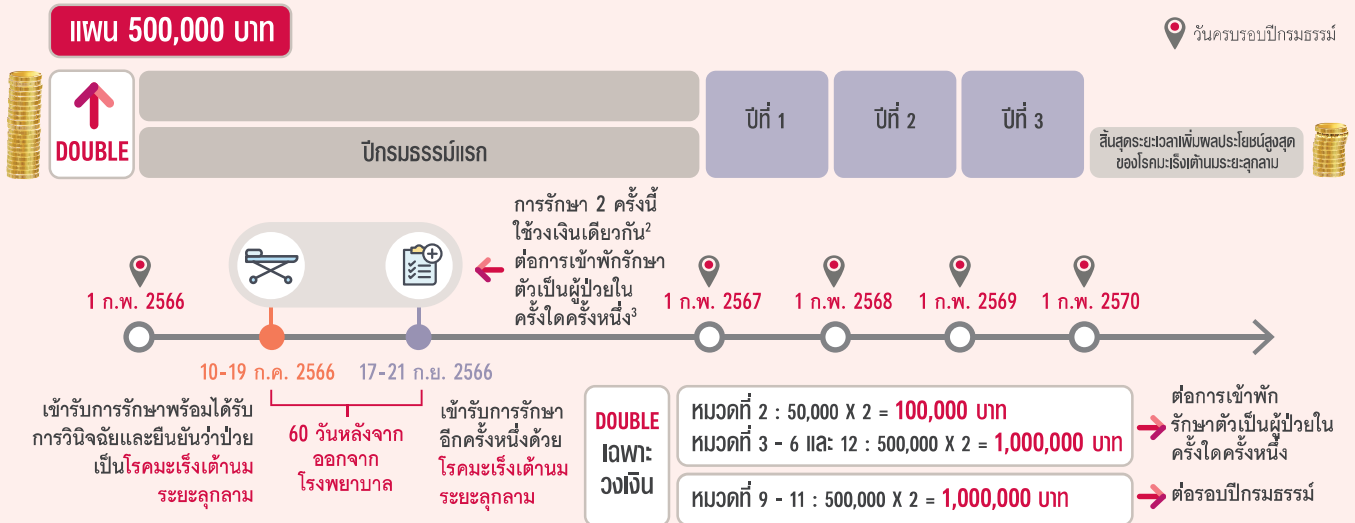 แผน 500,000 บาท
วันครบรอบปีกรมธรรม์
DOUBLE
ปีกรมธรรม์แรก
ปีที่ 1
ปีที่ 2
ปีที่ 3
สิ้นสุดระยะเวลาเพิ่มผลประโยชน์สูงสุด
ของโรคมะเร็งเต้านมระยะลุกลาม
การรักษา 2 ครั้งนี้
ใช้วงเงินเดียวกัน²
ต่อการเข้าพักรักษา
ตัวเป็นผู้ป่วยใน
ครั้งใดครั้งหนึ่ง³
1 ก.พ. 2566
1 ก.พ. 2567
1 ก.พ. 2568
1 ก.พ. 2569
1 ก.พ. 2570
10-19 ก.ค. 2566
17-21 ก.ย. 2566
เข้ารับการรักษาพร้อมได้รับ
การวินิจฉัยและยืนยันว่าป่วย
เป็นโรคมะเร็งเต้านม
ระยะลุกลาม
60 วันหลังจาก
ออกจาก
โรงพยาบาล
เข้ารับการรักษา
อีกครั้งหนึ่งด้วย
โรคมะเร็งเต้านม
ระยะลุกลาม
DOUBLE
เฉพาะ
วงเงิน
หมวดที่ 2 : 50,000 X 2 = 100,000 บาท
หมวดที่ 3 - 6 และ 12 : 500,000 X 2 = 1,000,000 บาท
ต่อการเข้าพัก
รักษาตัวเป็นผู้ป่วยใน
ครั้งใดครั้งหนึ่ง
หมวดที่ 9 - 11 : 500,000 X 2 = 1,000,000 บาท
ต่อรอบปีกรมธรรม์